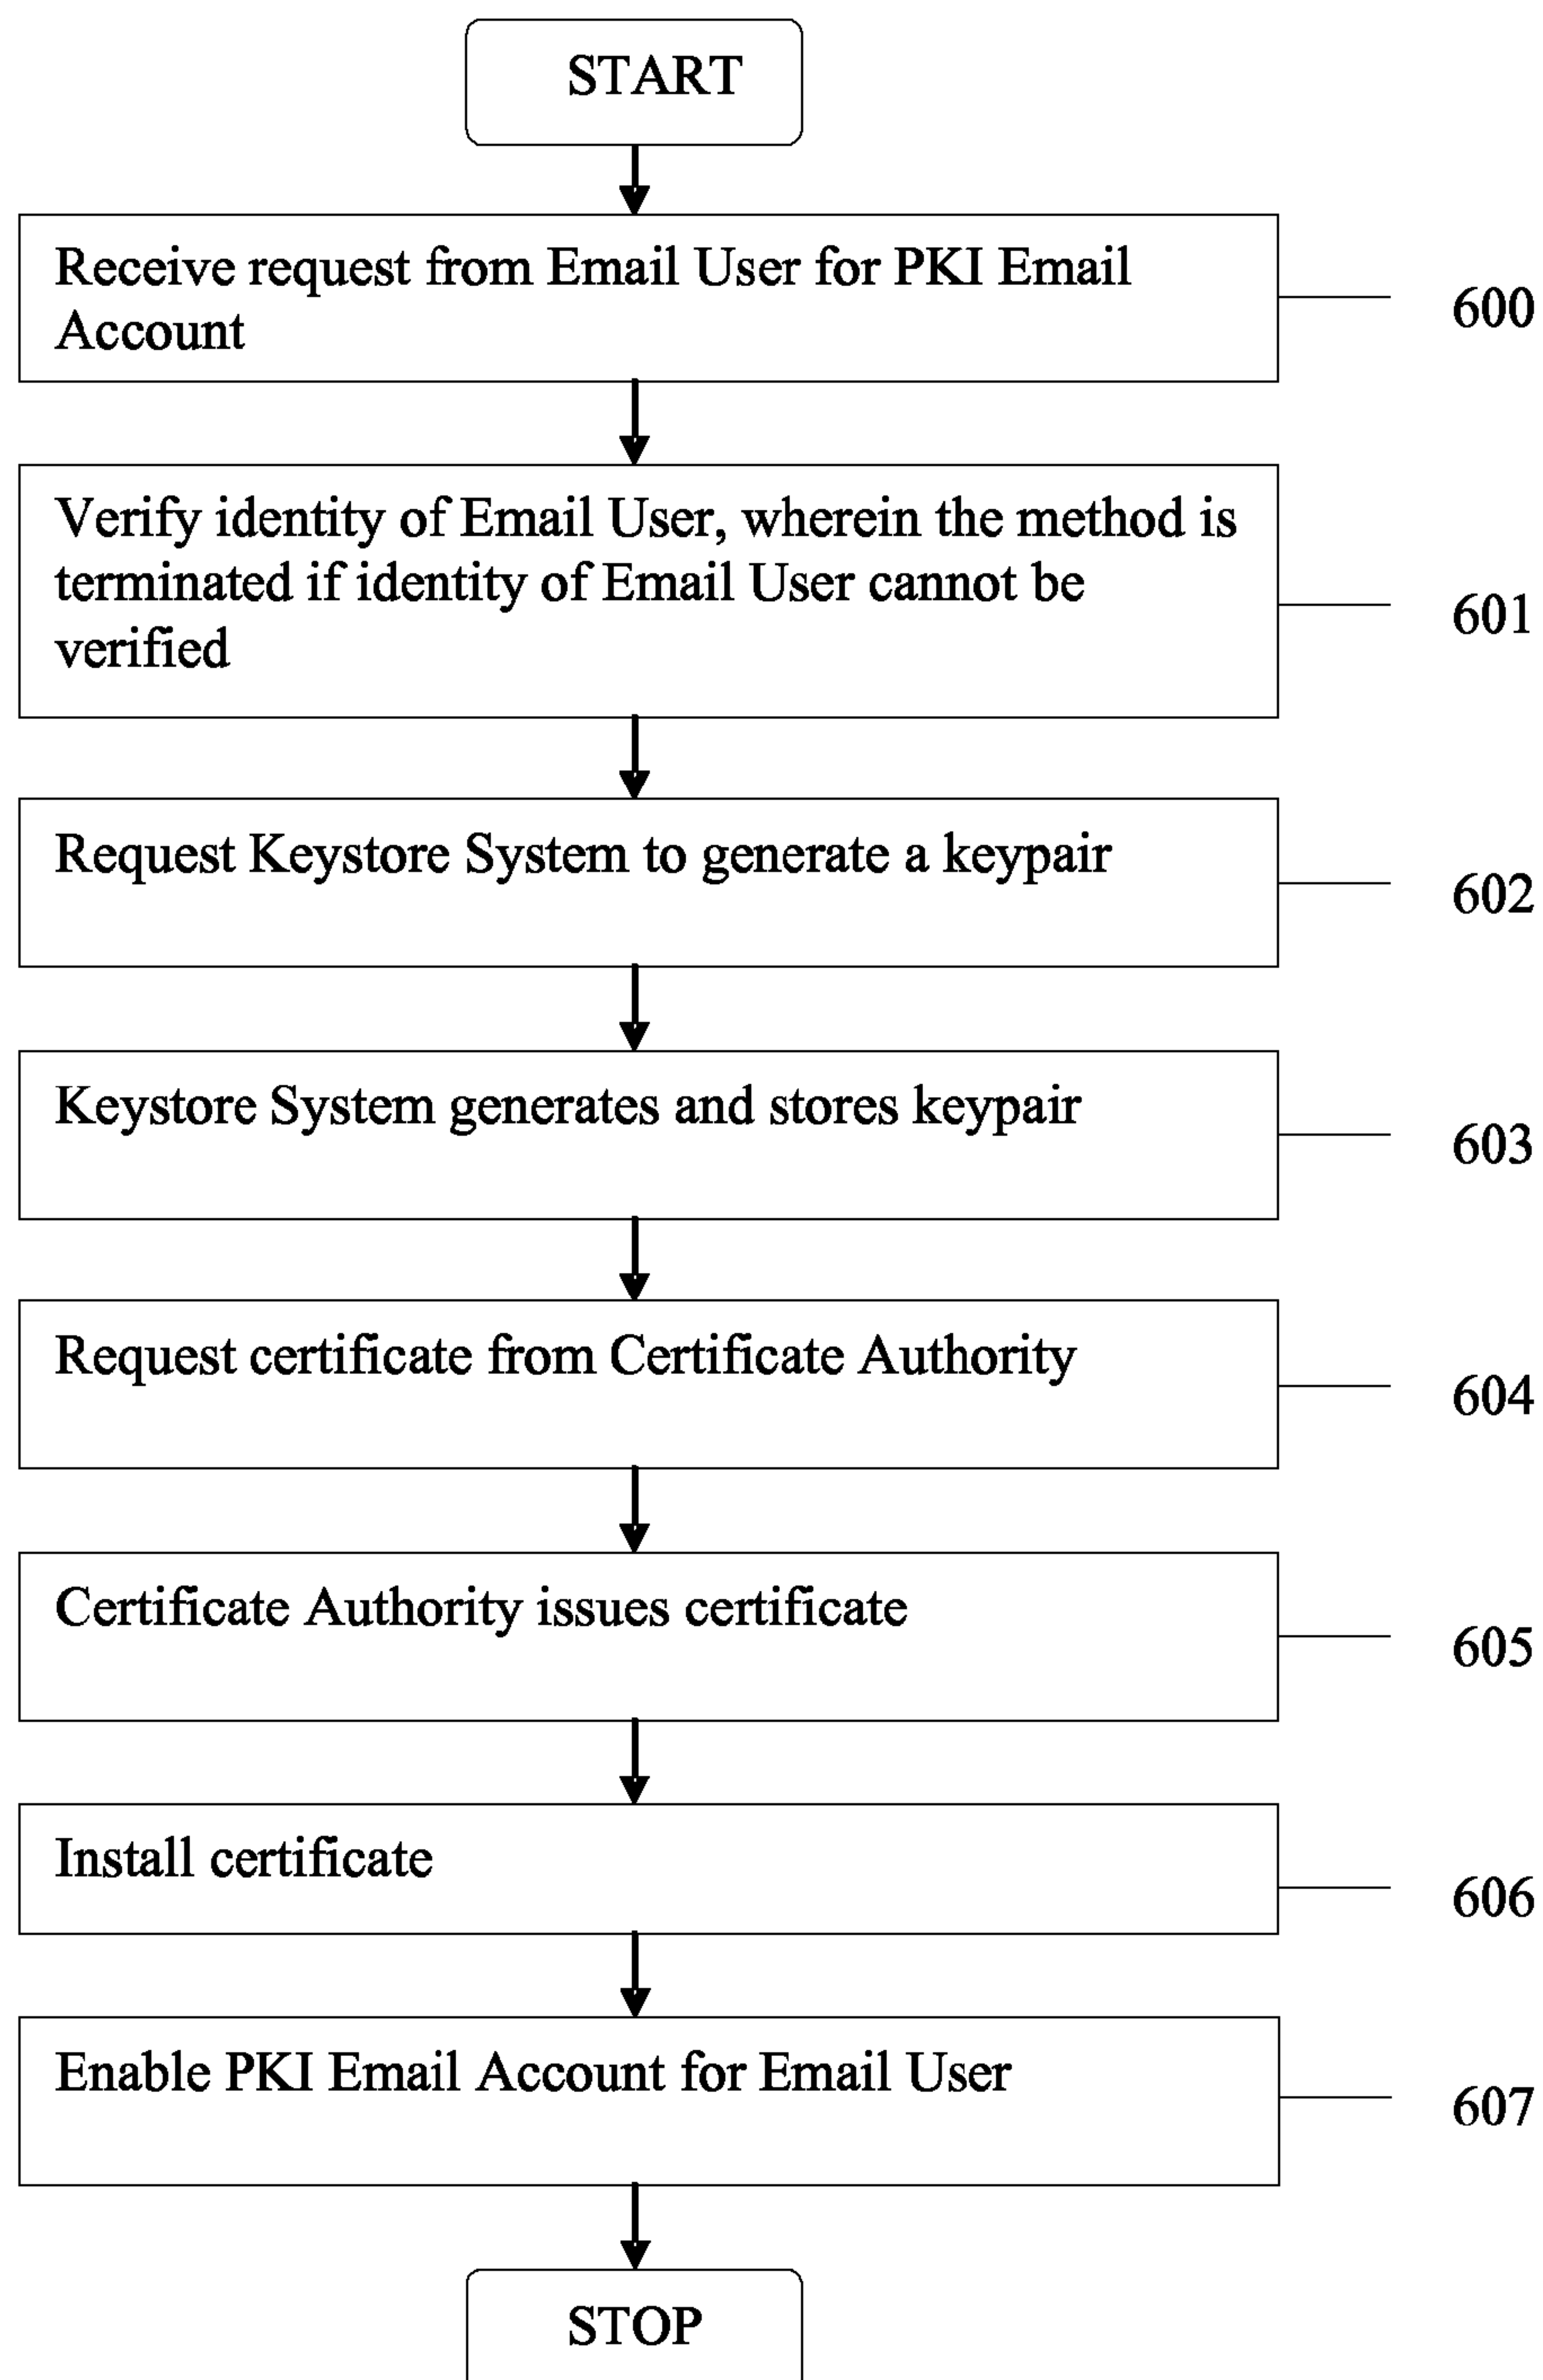 START
Receive request from Email User for PKI Email
Account
600
Verify identity of Email User, wherein the method is
terminated if identity of Email User cannot be
verified
601
Request Keystore System to generate a keypair
602
Keystore System generates and stores keypair
603
Request certificate from Certificate Authority
604
Certificate Authority issues certificate
605
Install certificate
606
Enable PKI Email Account for Email User
607
STOP